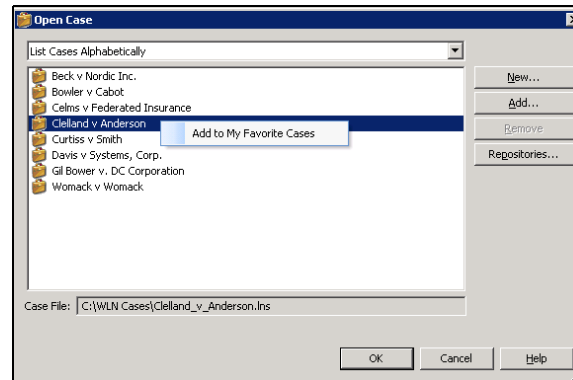 Open Case
List Cases Alphabetically
Beck v Nordic Inc.
Bowler v Cabot
Celms v Federated Insurance
Clelland v Anderson
Add to My Favorite Cases
Curtiss v Smith
Davis v Systems, Corp.
Gil Bower v. DC Corporation
Womack v Womack
New...
Add...
Remove
Repositories...
Case File: C:\WLN Cases\Clelland_v_Anderson.lns
OK Cancel Help